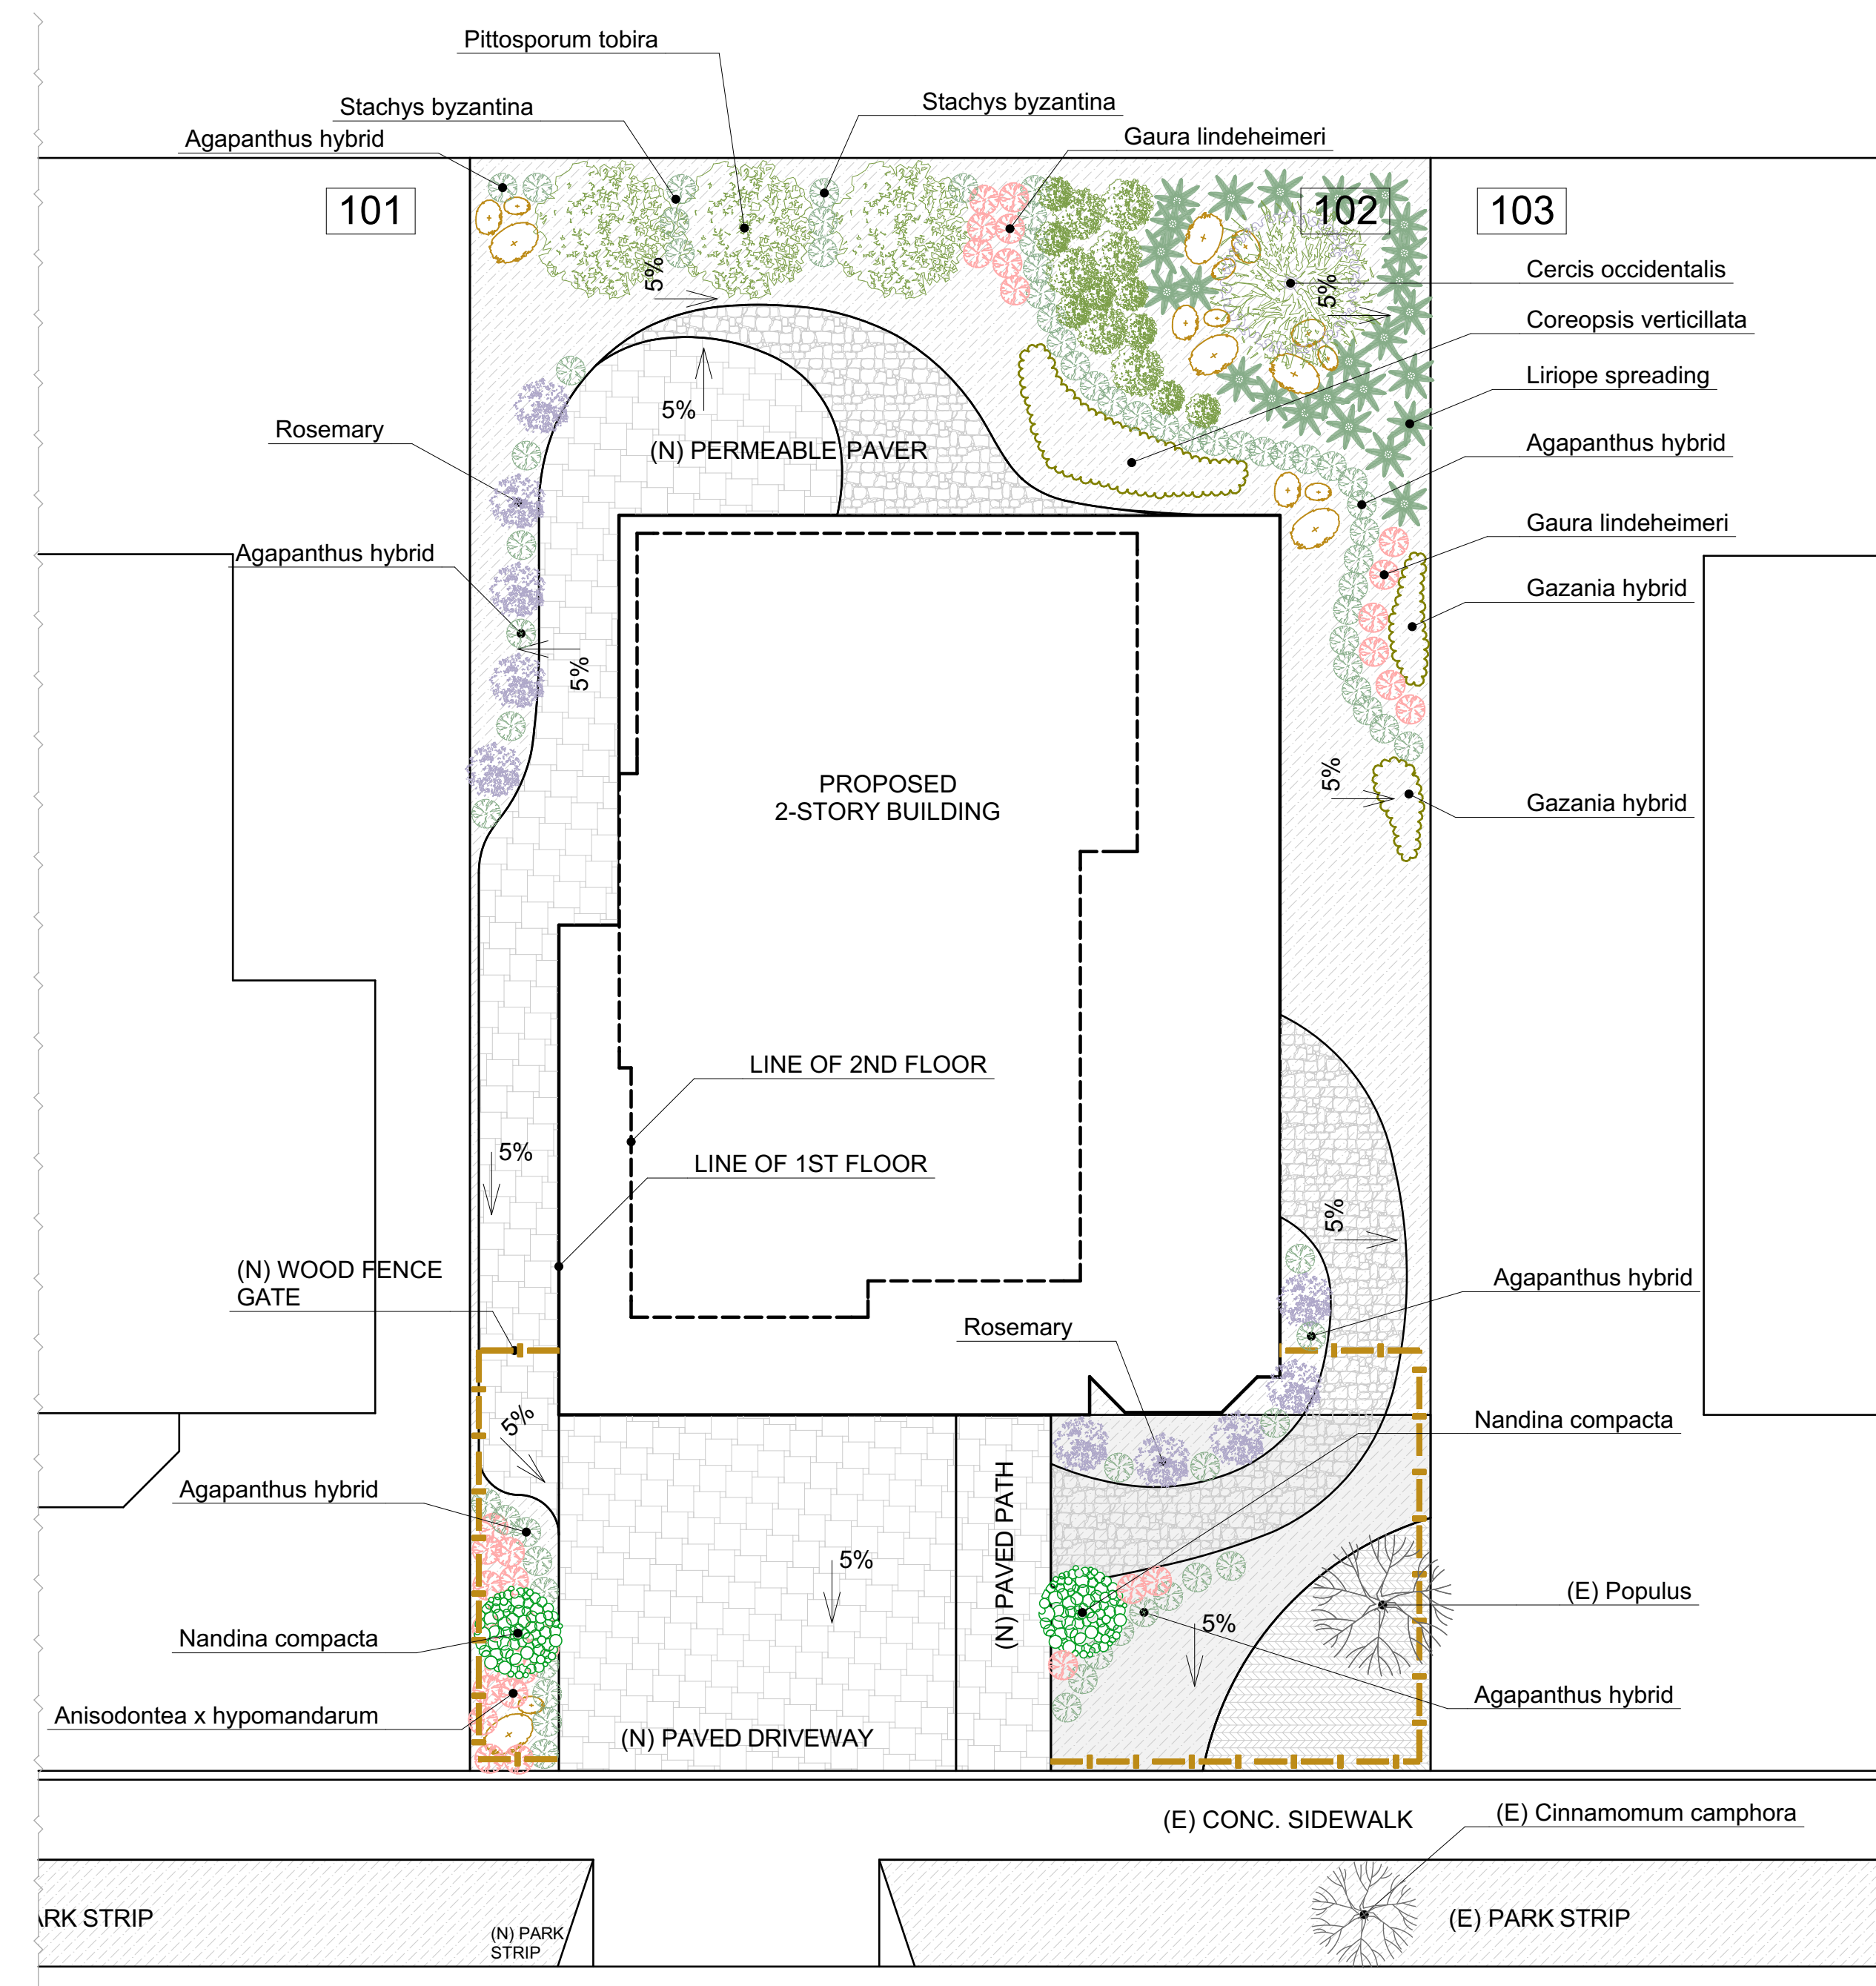 Pittosporum tobira
Stachys byzantina
Stachys byzantina
Agapanthus hybrid
Gaura lindeheimeri
101
102
103
5%
5%
Cercis occidentalis
Coreopsis verticillata
Liriope spreading
5%
Rosemary
(N) PERMEABLE PAVER
Agapanthus hybrid
Gaura lindeheimeri
Agapanthus hybrid
Gazania hybrid
5%
PROPOSED
2-STORY BUILDING
5%
Gazania hybrid
LINE OF 2ND FLOOR
5%
LINE OF 1ST FLOOR
5%
(N) WOOD FENCE
GATE
Agapanthus hybrid
Rosemary
5%
Nandina compacta
Agapanthus hybrid
(N) PAVED PATH
5%
(E) Populus
5%
Nandina compacta
Agapanthus hybrid
Anisodontea x hypomandarum
(N) PAVED DRIVEWAY
(E) CONC. SIDEWALK
(E) Cinnamomum camphora
ARK STRIP
(N) PARK
STRIP
(E) PARK STRIP